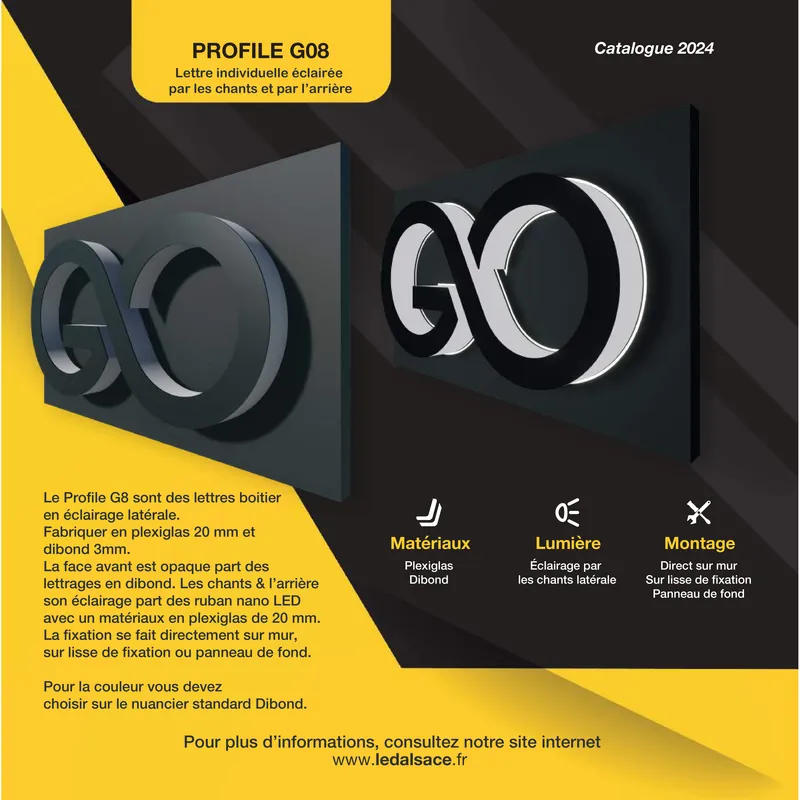 PROFILE G08
Lettre individuelle éclairée
par les chants et par l'arrière
Catalogue 2024
GO
GO
Le Profile G8 sont des lettres boitier
en éclairage latérale.
Fabriquer en plexiglas 20 mm et
dibond 3mm.
La face avant est opaque part des
lettrages en dibond. Les chants & l'arrière
son éclairage part des ruban nano LED
avec un matériaux en plexiglas de 20 mm.
La fixation se fait directement sur mur,
sur lisse de fixation ou panneau de fond.
Pour la couleur vous devez
choisir sur le nuancier standard Dibond.
Matériaux
Plexiglas
Dibond
Lumière
Éclairage par
les chants latérale
Montage
Direct sur mur
Sur lisse de fixation
Panneau de fond
Pour plus d'informations, consultez notre site internet
www.ledalsace.fr